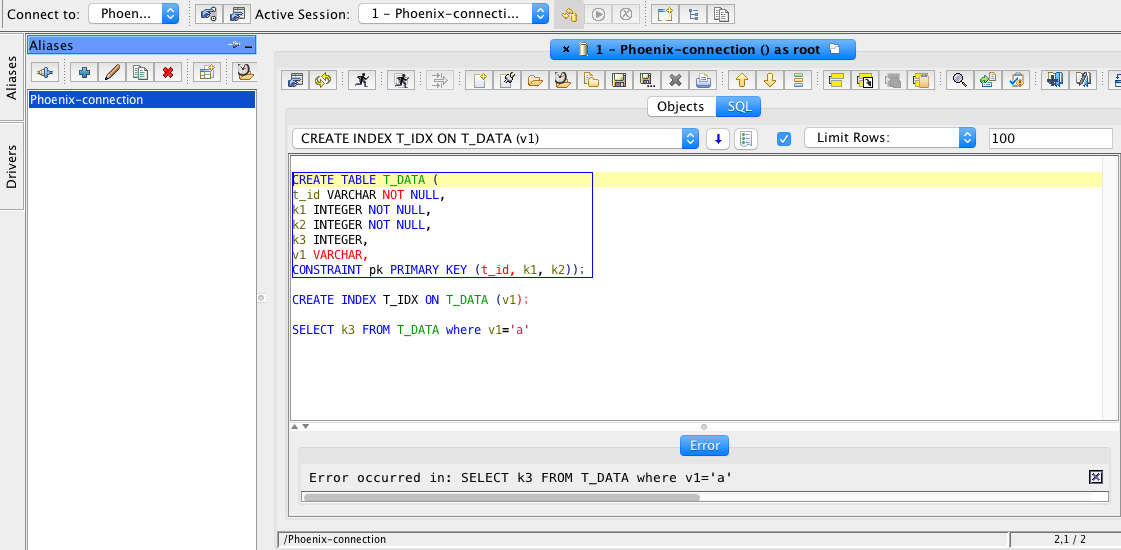 Connect to: Phoen... Active Session: 1 - Phoenix-connecti...
Aliases
Drivers
Aliases
Phoenix-connection
1 - Phoenix-connection () as root
Objects SQL
CREATE INDEX T_IDX ON T_DATA (v1) Limit Rows: 100
CREATE TABLE T_DATA (
t_id VARCHAR NOT NULL,
k1 INTEGER NOT NULL,
k2 INTEGER NOT NULL,
k3 INTEGER,
v1 VARCHAR,
CONSTRAINT pk PRIMARY KEY (t_id, k1, k2));
CREATE INDEX T_IDX ON T_DATA (v1);
SELECT k3 FROM T_DATA where v1='a'
Error
Error occurred in: SELECT k3 FROM T_DATA where v1='a'
/Phoenix-connection 2,1 / 2